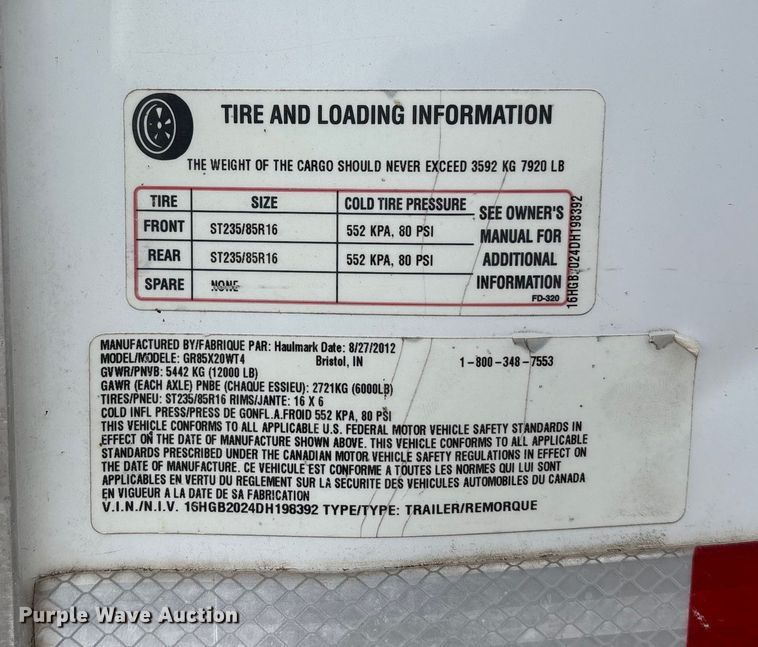 TIRE AND LOADING INFORMATION
THE WEIGHT OF THE CARGO SHOULD NEVER EXCEED 3592 KG 7920 LB
TIRE SIZE COLD TIRE PRESSURE
FRONT ST235/85R16 552 KPA, 80 PSI
REAR ST235/85R16 552 KPA, 80 PSI
SPARE NONE
SEE OWNER'S
MANUAL FOR
ADDITIONAL
INFORMATION
FD-320
16HGB2024DH198392
MANUFACTURED BY/FABRIQUE PAR: Haulmark Date: 8/27/2012
MODEL/MODELE: GR85X20WT4 Bristol, IN 1-800-348-7553
GVWR/PNVB: 5442 KG (12000 LB)
GAWR (EACH AXLE) PNBE (CHAQUE ESSIEU): 2721KG (6000LB)
TIRES/PNEU: ST235/85R16 RIMS/JANTE: 16 X 6
COLD INFL PRESS/PRESS DE GONFL.A.FROID 552 KPA, 80 PSI
THIS VEHICLE CONFORMS TO ALL APPLICABLE U.S. FEDERAL MOTOR VEHICLE SAFETY STANDARDS IN
EFFECT ON THE DATE OF MANUFACTURE SHOWN ABOVE. THIS VEHICLE CONFORMS TO ALL APPLICABLE
STANDARDS PRESCRIBED UNDER THE CANADIAN MOTOR VEHICLE SAFETY REGULATIONS IN EFFECT ON
THE DATE OF MANUFACTURE. CE VEHICULE EST CONFORME A TOUTES LES NORMES QUI LUI SONT
APPLICABLES EN VERTU DU REGLEMENT SUR LA SECURITE DES VEHICULES AUTOMOBILES DU CANADA
EN VIGUEUR A LA DATE DE SA FABRICATION
V.I.N./N.I.V. 16HGB2024DH198392 TYPE/TYPE: TRAILER/REMORQUE
Purple Wave Auction